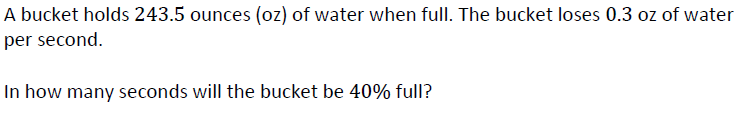 A bucket holds 243.5 ounces (oz) of water when full. The bucket loses 0.3 oz of water
per second.
In how many seconds will the bucket be 40% full?